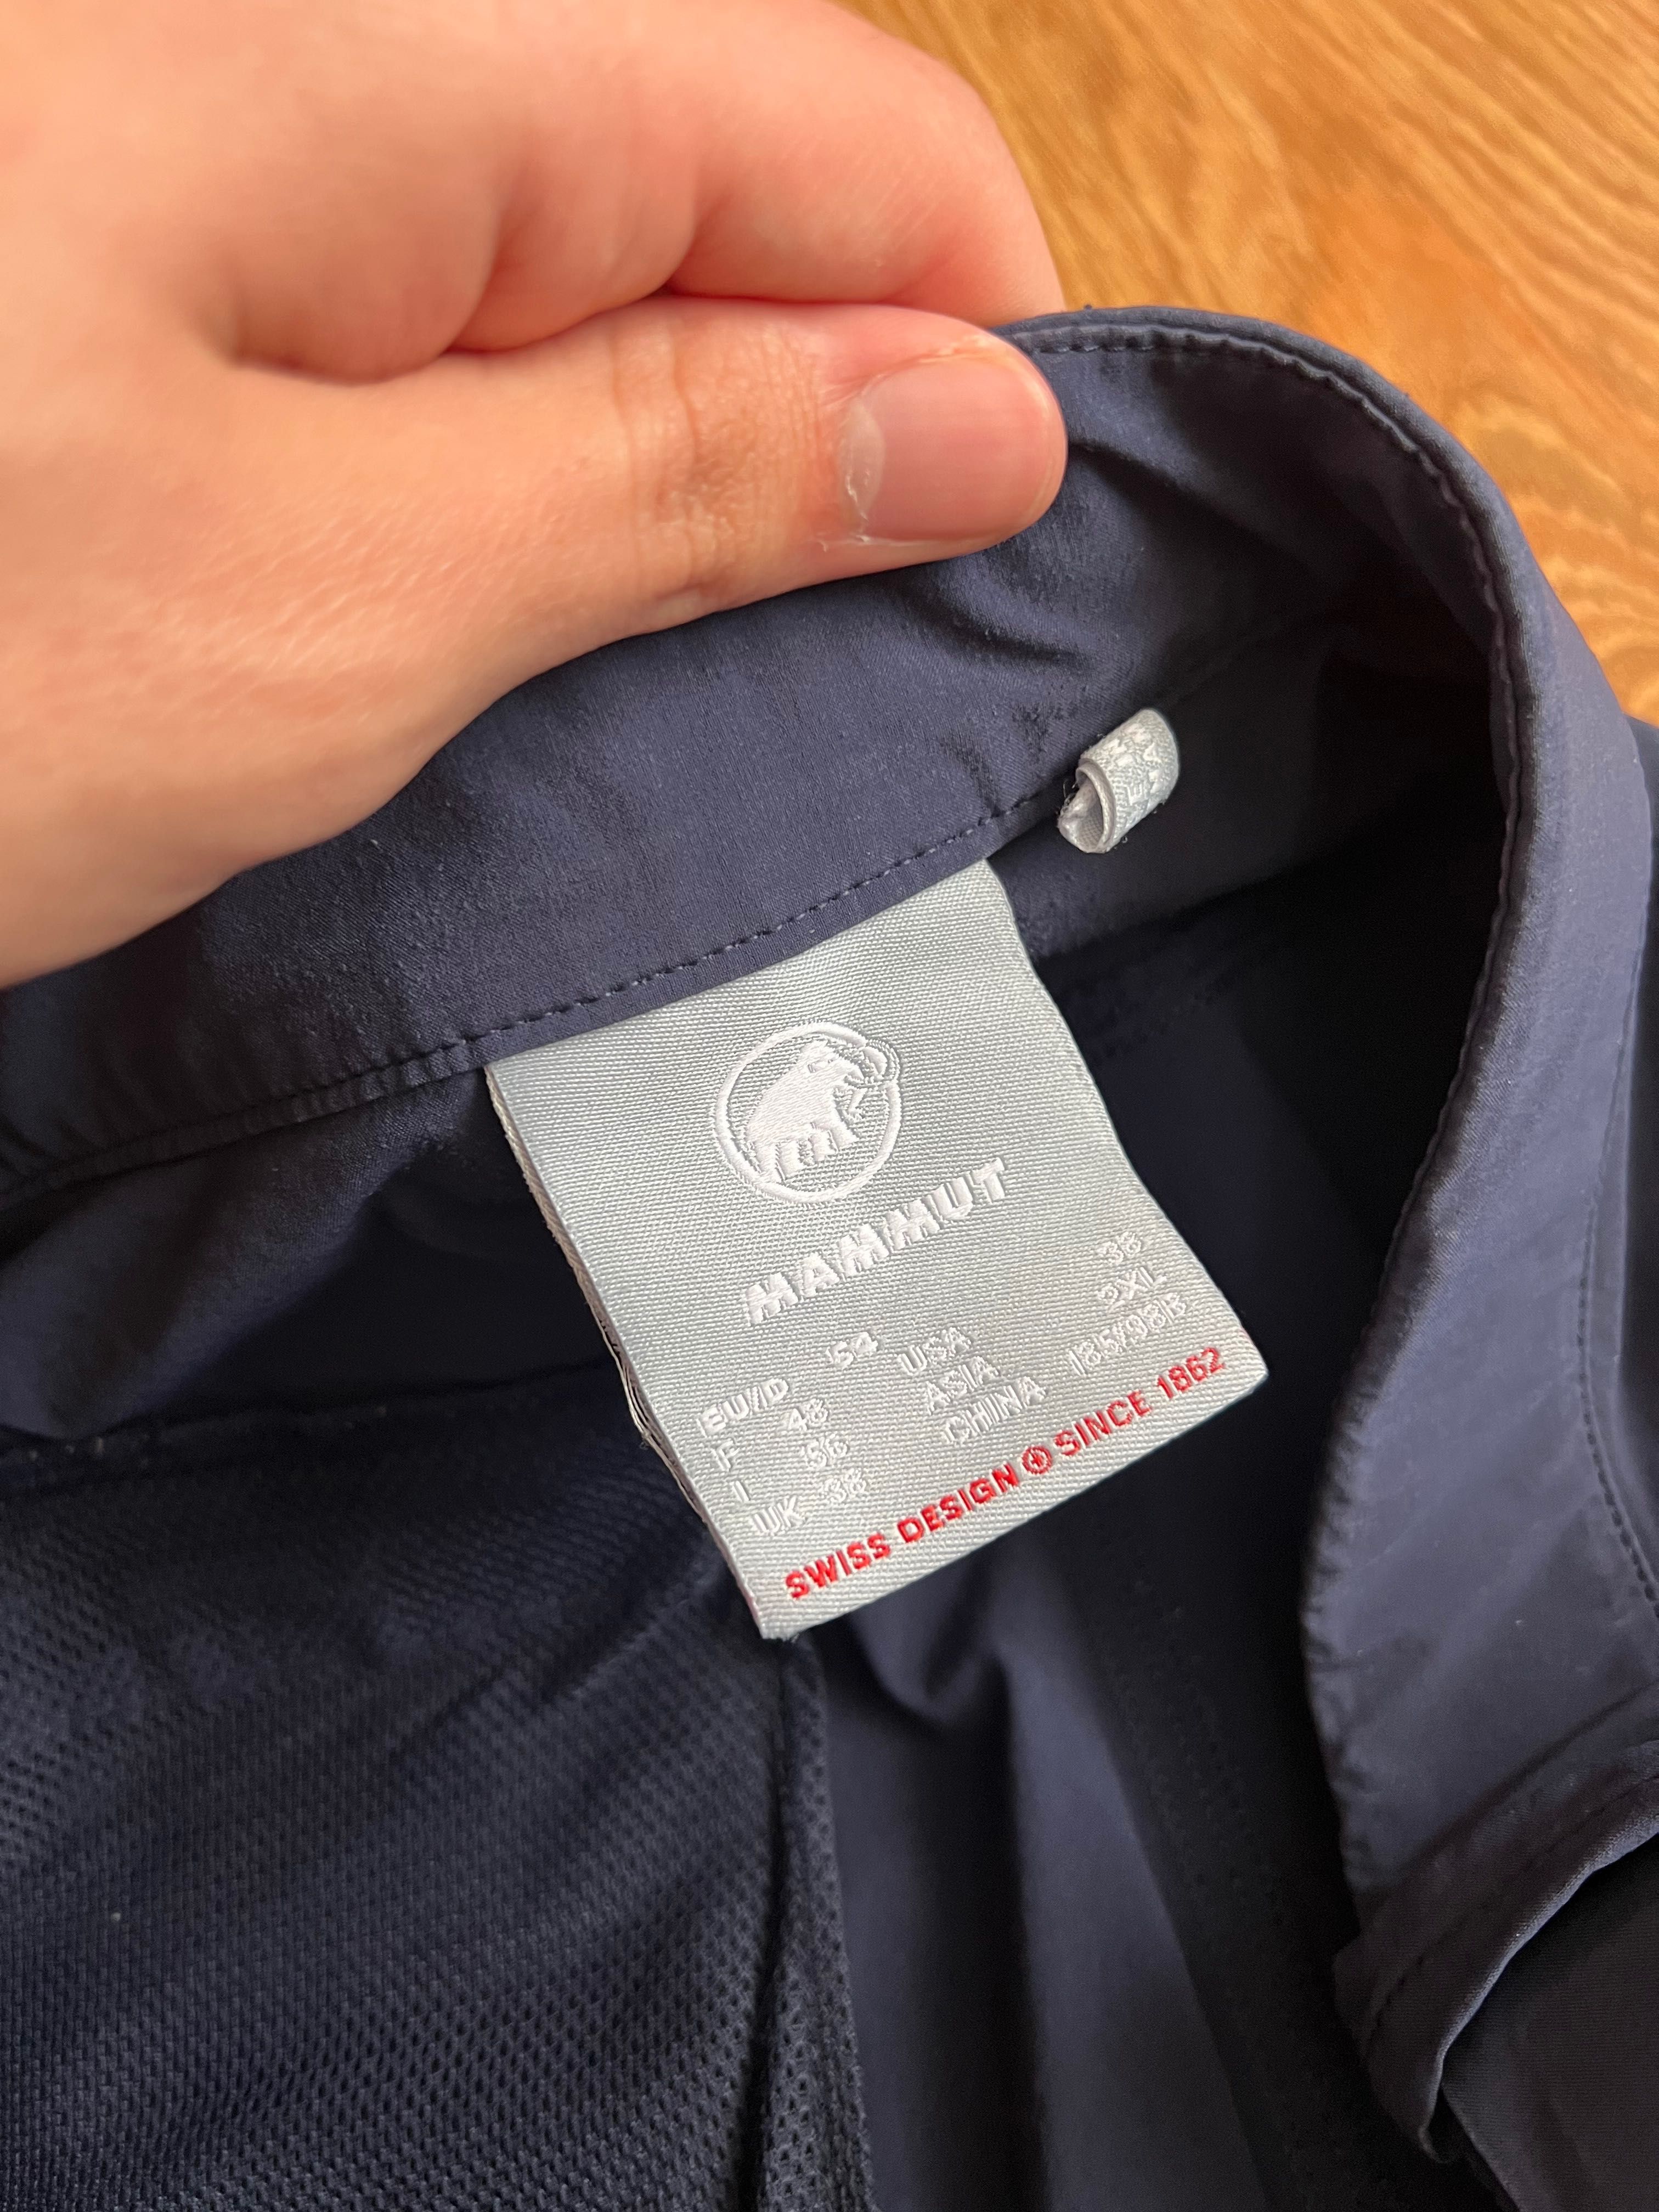 MAMMUT
EU/D 54 USA 38
F 48 ASIA 2XL
I 56 CHINA 185/98B
UK 38
SWISS DESIGN SINCE 1862